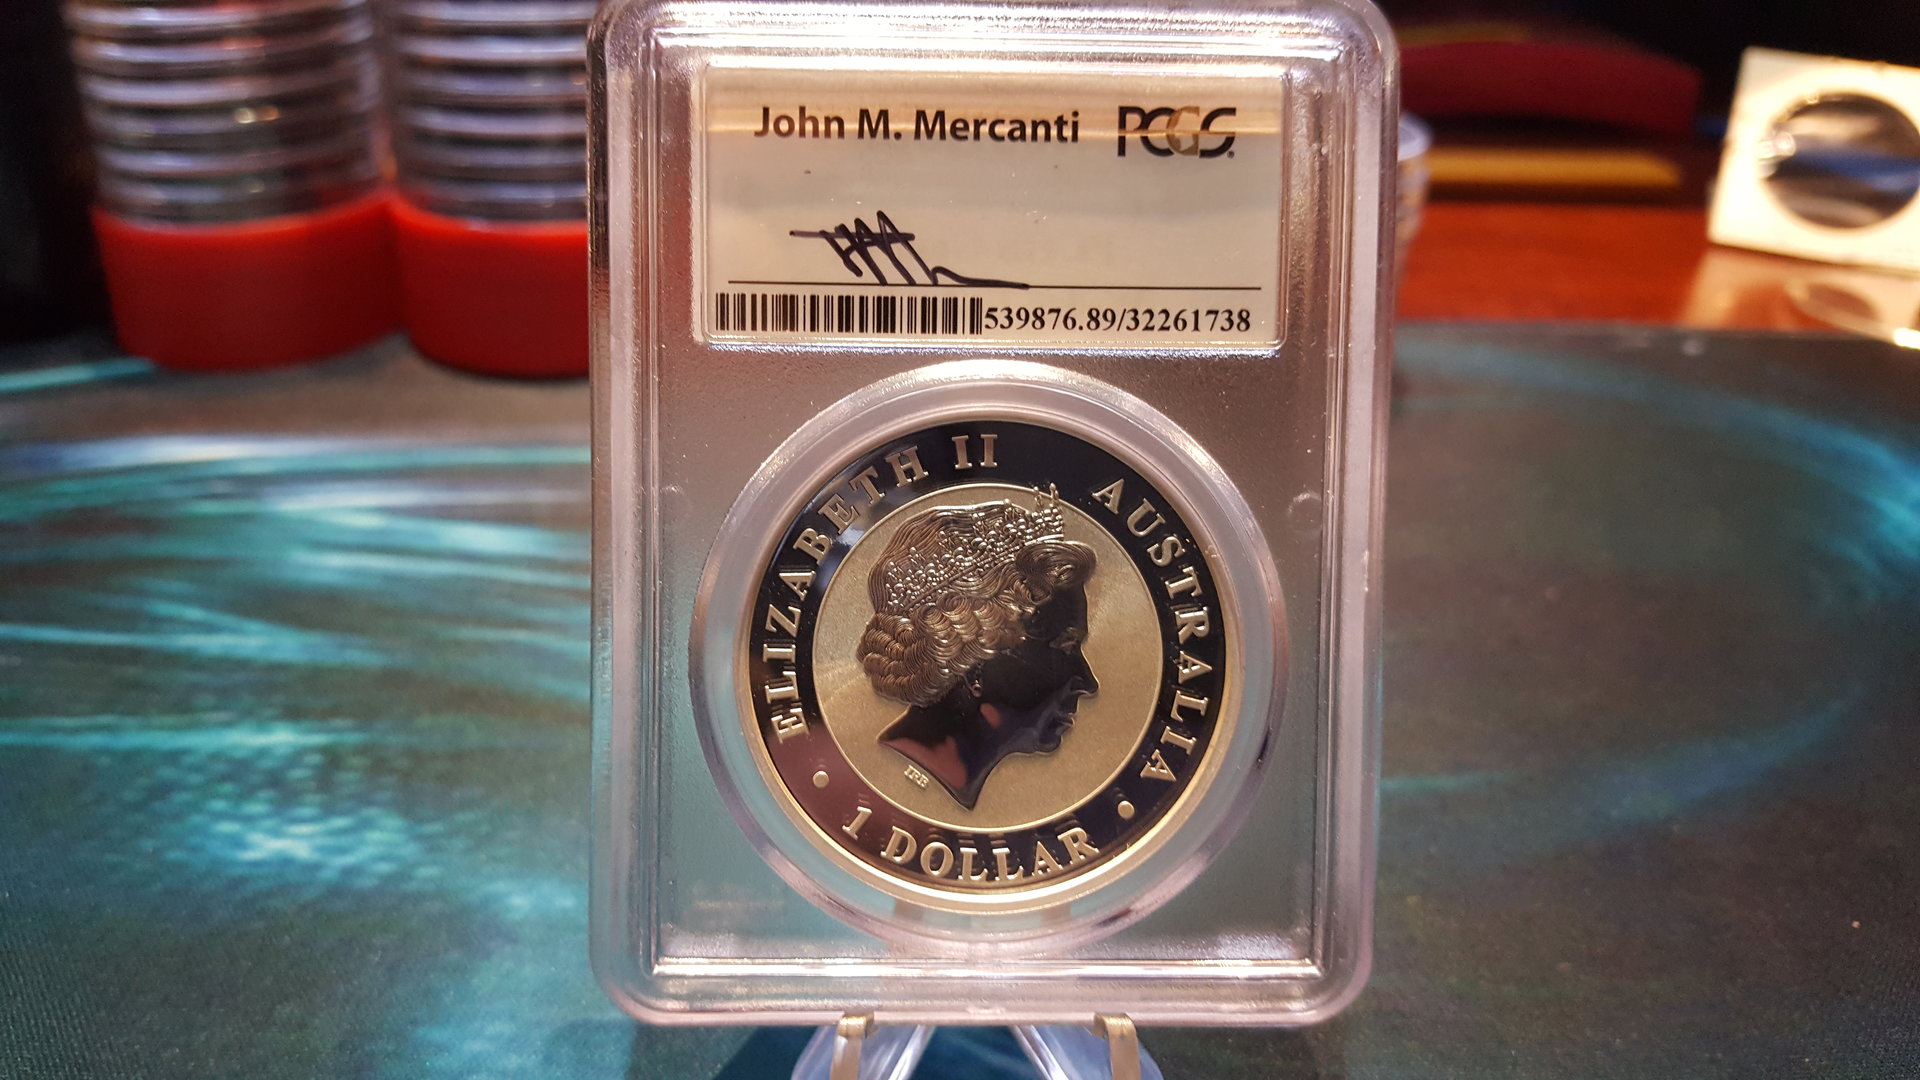 John M. Mercanti PCGS
539876.89/32261738
ELIZABETH II AUSTRALIA
• 1 DOLLAR •
IRB